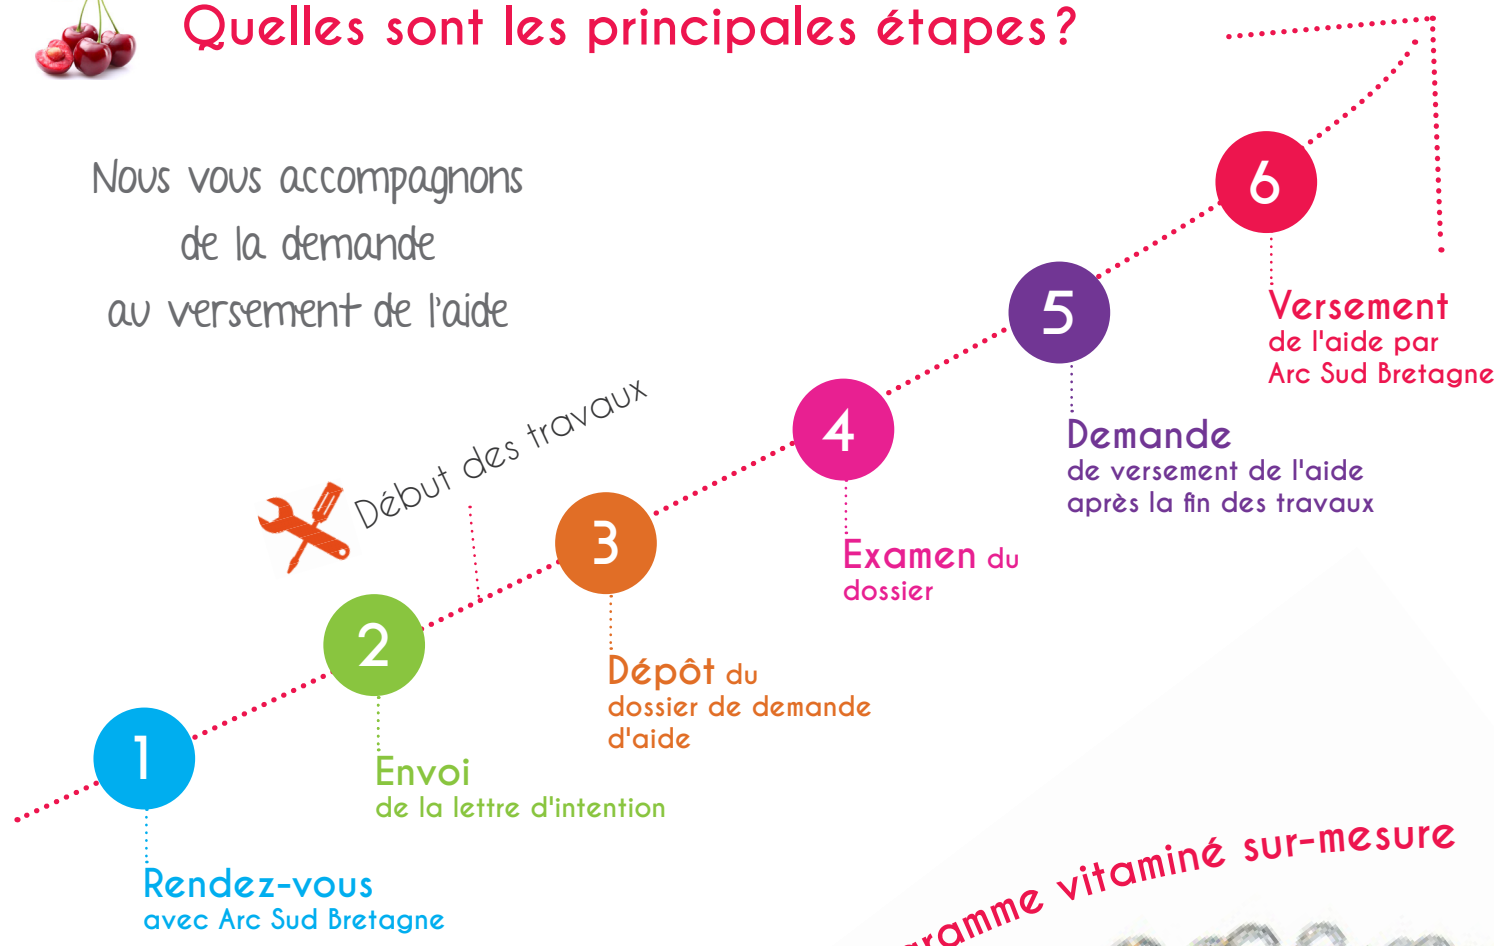 Quelles sont les principales étapes?
Nous vous accompagnons
de la demande
au versement de l'aide
Début des travaux
1
Rendez-vous
avec Arc Sud Bretagne
2
Envoi
de la lettre d'intention
3
Dépôt du
dossier de demande
d'aide
4
Examen du
dossier
5
Demande
de versement de l'aide
après la fin des travaux
6
Versement
de l'aide par
Arc Sud Bretagne
vitaminé sur-mesure